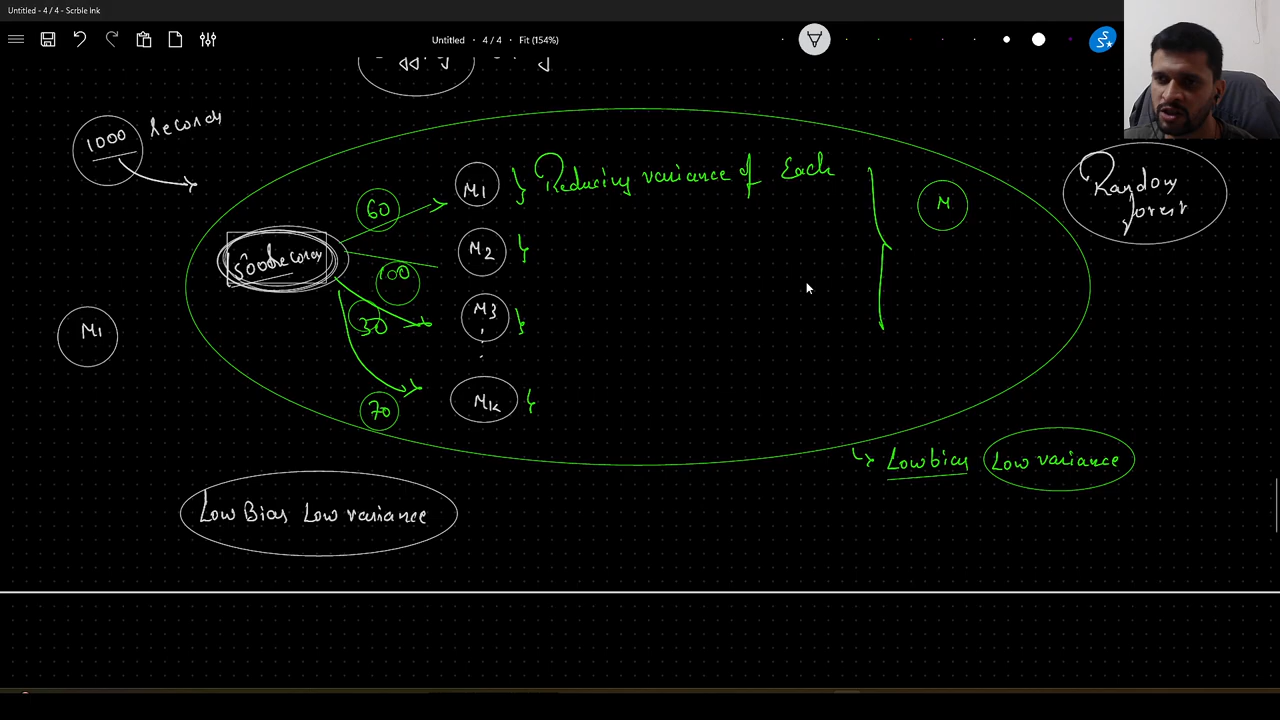 Untitled - 4 / 4 - Scrble Ink
Untitled • 4 / 4 • Fit (154%)
1000 Records
60
M1
Reducing variance of Each
M
Random
forest
500 Records
M2
100
M3
30
M1
Mk
70
Low bias Low variance
Low Bias Low variance